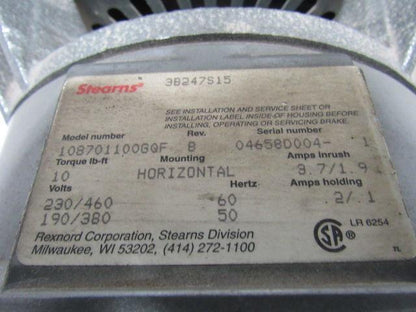 Stearns® 3B247S15
SEE INSTALLATION AND SERVICE SHEET OR
INSTALLATION LABEL INSIDE OF HOUSING BEFORE
INSTALLING, OPERATING OR SERVICING BRAKE.
Model number Rev. Serial number
108701100GQF B 04658D004- 1
Torque lb-ft Mounting Amps inrush
10 HORIZONTAL 3.7/1.9
Volts Hertz Amps holding
230/460 60 .2/.1
190/380 50
Rexnord Corporation, Stearns Division
Milwaukee, WI 53202, (414) 272-1100
SA LR 6254